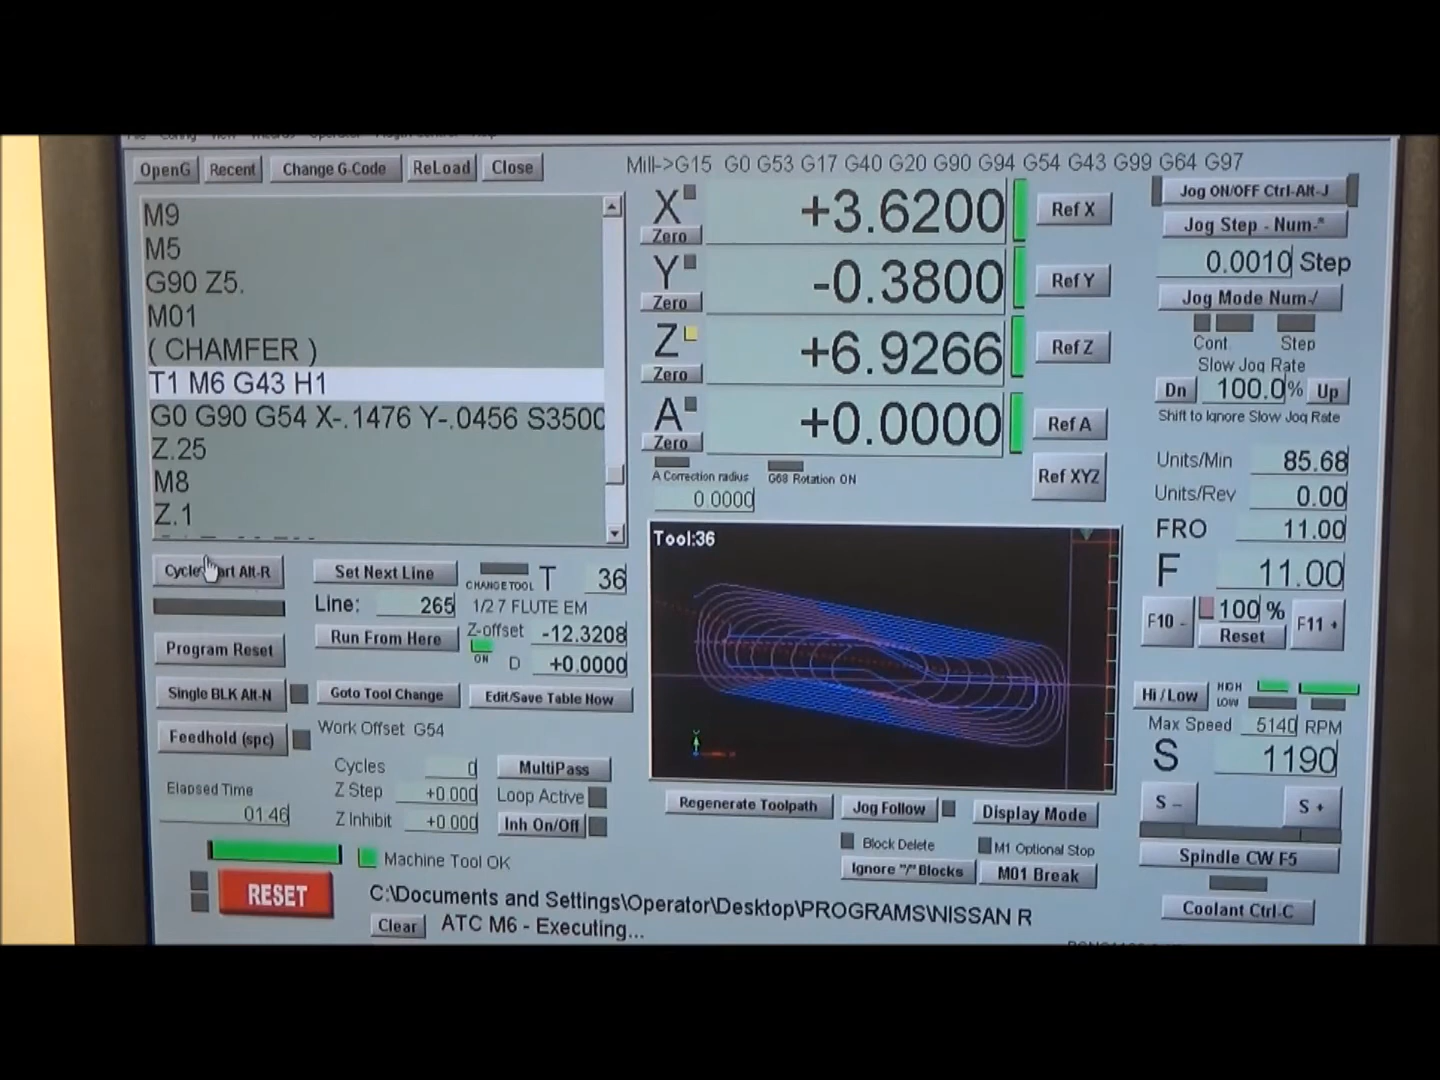 OpenG Recent Change G-Code ReLoad Close
Mill->G15 G0 G53 G17 G40 G20 G90 G94 G54 G43 G99 G64 G97
M9
M5
G90 Z5.
M01
( CHAMFER )
T1 M6 G43 H1
G0 G90 G54 X-.1476 Y-.0456 S3500
Z.25
M8
Z.1
X +3.6200 Ref X
Zero
Y -0.3800 Ref Y
Zero
Z +6.9266 Ref Z
Zero
A +0.0000 Ref A
Zero
A Correction radius G68 Rotation ON
0.0000
Ref XYZ
Jog ON/OFF Ctrl-Alt-J
Jog Step - Num-*
0.0010 Step
Jog Mode Num-/
Cont Step
Slow Jog Rate
Dn 100.0 % Up
Shift to Ignore Slow Jog Rate
Units/Min 85.68
Units/Rev 0.00
FRO 11.00
F 11.00
F10 - 100 % F11 +
Reset
Hi / Low HIGH
LOW
Max Speed 5140 RPM
S 1190
S - S +
Spindle CW F5
Coolant Ctrl-C
Cycle Start Alt-R
Set Next Line
CHANGE TOOL T 36
Line: 265
1/2 7 FLUTE EM
Run From Here
Z-offset -12.3208
ON D +0.0000
Program Reset
Single BLK Alt-N
Goto Tool Change
Edit/Save Table Now
Feedhold (spc)
Work Offset G54
Cycles 0 MultiPass
Z Step +0.000 Loop Active
Z Inhibit +0.000 Inh On/Off
Elapsed Time
01:46
Tool:36
Regenerate Toolpath Jog Follow Display Mode
Block Delete M1 Optional Stop
Ignore "/" Blocks M01 Break
Machine Tool OK
RESET
C:\Documents and Settings\Operator\Desktop\PROGRAMS\NISSAN R
Clear ATC M6 - Executing...